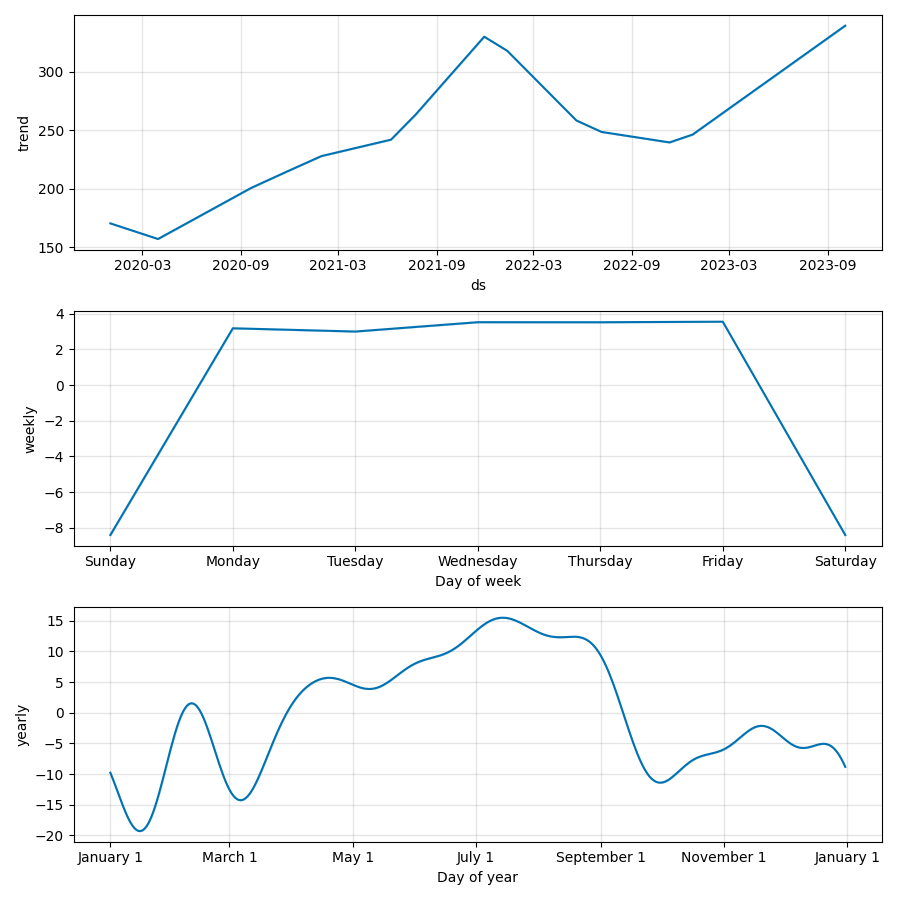 300
250
200
150
trend
2020-03 2020-09 2021-03 2021-09 2022-03 2022-09 2023-03 2023-09
ds
4
2
0
−2
−4
−6
−8
weekly
Sunday Monday Tuesday Wednesday Thursday Friday Saturday
Day of week
15
10
5
0
−5
−10
−15
−20
yearly
January 1 March 1 May 1 July 1 September 1 November 1 January 1
Day of year